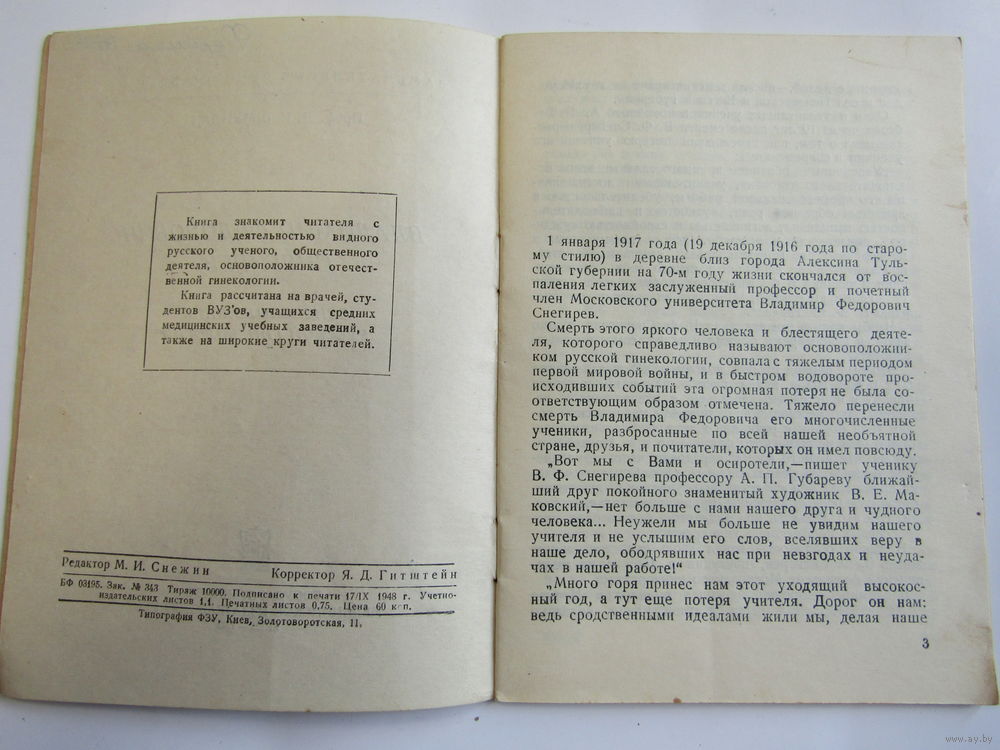 Книга знакомит читателя с
жизнью и деятельностью видного
русского ученого, общественного
деятеля, основоположника отечест-
венной гинекологии.
Книга рассчитана на врачей, сту-
дентов ВУЗ'ов, учащихся средних
медицинских учебных заведений, а
также на широкие круги читателей.
Редактор М. И. Снежин
Корректор Я. Д. Гитштейн
БФ 03195. Зак. № 343 Тираж 10000. Подписано к печати 17/IX 1948 г. Учетно-
издательских листов 1,1. Печатных листов 0,75. Цена 60 коп.
Типография ФЗУ, Киев, Золотоворотская, 11.
1 января 1917 года (19 декабря 1916 года по старо-
му стилю) в деревне близ города Алексина Туль-
ской губернии на 70-м году жизни скончался от вос-
паления легких заслуженный профессор и почетный
член Московского университета Владимир Федорович
Снегирев.
Смерть этого яркого человека и блестящего деяте-
ля, которого справедливо называют основоположни-
ком русской гинекологии, совпала с тяжелым периодом
первой мировой войны, и в быстром водовороте про-
исходивших событий эта огромная потеря не была со-
ответствующим образом отмечена. Тяжело перенесли
смерть Владимира Федоровича его многочисленные
ученики, разбросанные по всей нашей необъятной
стране, друзья, и почитатели, которых он имел повсюду.
„Вот мы с Вами и осиротели,—пишет ученику
В. Ф. Снегирева профессору А. П. Губареву ближай-
ший друг покойного знаменитый художник В. Е. Ма-
ковский,—нет больше с нами нашего друга и чудного
человека... Неужели мы больше не увидим нашего
учителя и не услышим его слов, вселявших веру в
наше дело, ободрявших нас при невзгодах и неуда-
чах в нашей работе!“
„Много горя принес нам этот уходящий высокос-
ный год, а тут еще потеря учителя. Дорог он нам:
ведь сродственными идеалами жили мы, делая наше
3
www.ay.by